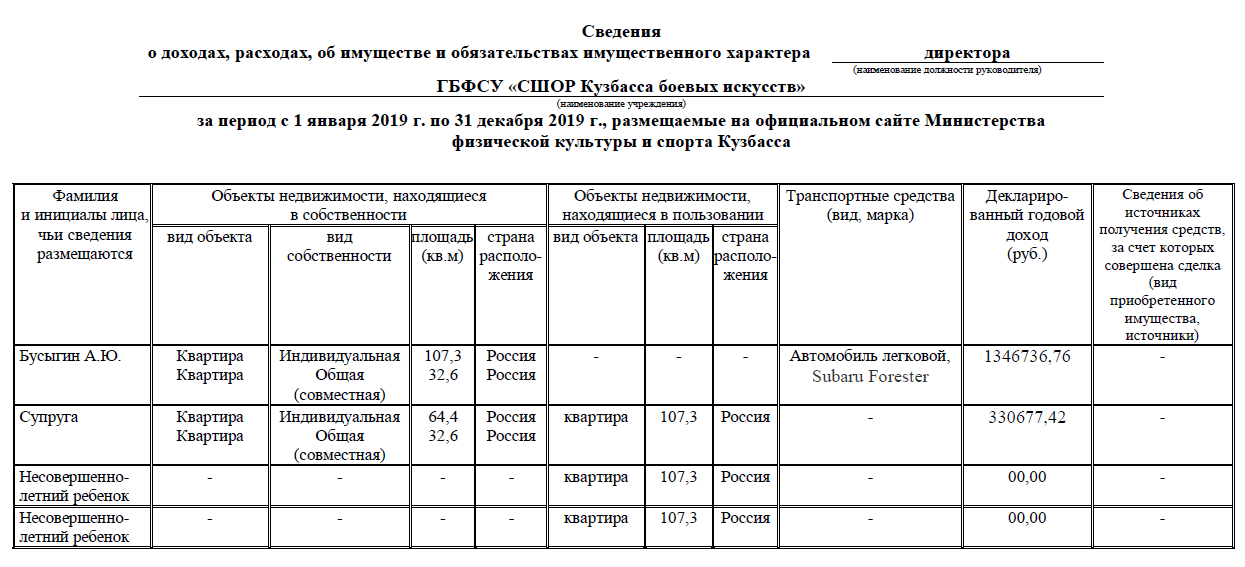 Сведения
о доходах, расходах, об имуществе и обязательствах имущественного характера директора
(наименование должности руководителя)
ГБФСУ «СШОР Кузбасса боевых искусств»
(наименование учреждения)
за период с 1 января 2019 г. по 31 декабря 2019 г., размещаемые на официальном сайте Министерства
физической культуры и спорта Кузбасса
Фамилия
и инициалы лица,
чьи сведения
размещаются
Объекты недвижимости, находящиеся
в собственности
Объекты недвижимости,
находящиеся в пользовании
Транспортные средства
(вид, марка)
Деклариро-
ванный годовой
доход
(руб.)
Сведения об
источниках
получения средств,
за счет которых
совершена сделка
(вид
приобретенного
имущества,
источники)
вид объекта
вид
собственности
площадь
(кв.м)
страна
располо-
жения
вид объекта
площадь
(кв.м)
страна
располо-
жения
Бусыгин А.Ю. Квартира Индивидуальная 107,3 Россия - - - Автомобиль легковой, 1346736,76 -
Квартира Общая 32,6 Россия Subaru Forester
(совместная)
Супруга Квартира Индивидуальная 64,4 Россия квартира 107,3 Россия - 330677,42 -
Квартира Общая 32,6 Россия
(совместная)
Несовершенно- - - - - квартира 107,3 Россия - 00,00 -
летний ребенок
Несовершенно- - - - - квартира 107,3 Россия - 00,00 -
летний ребенок